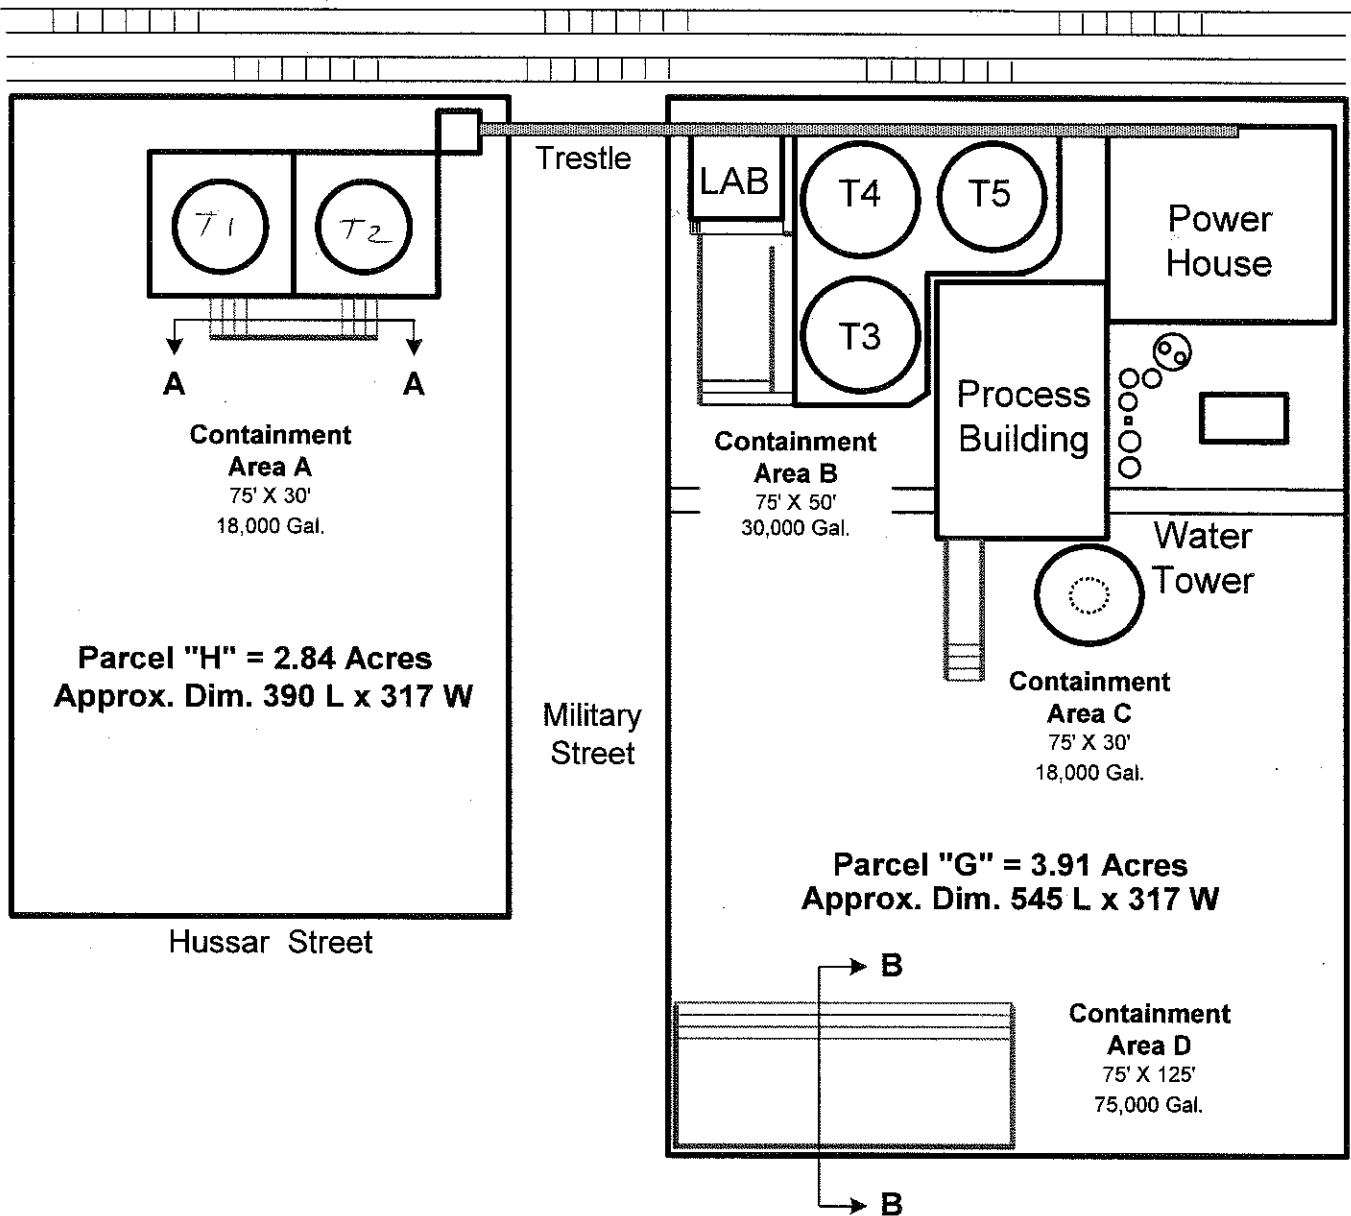 Trestle
LAB
T4
T5
Power
House
T1
T2
T3
A
A
Process
Building
Containment
Area A
75' X 30'
18,000 Gal.
Containment
Area B
75' X 50'
30,000 Gal.
Water
Tower
Parcel "H" = 2.84 Acres
Approx. Dim. 390 L x 317 W
Military
Street
Containment
Area C
75' X 30'
18,000 Gal.
Parcel "G" = 3.91 Acres
Approx. Dim. 545 L x 317 W
Hussar Street
B
Containment
Area D
75' X 125'
75,000 Gal.
B